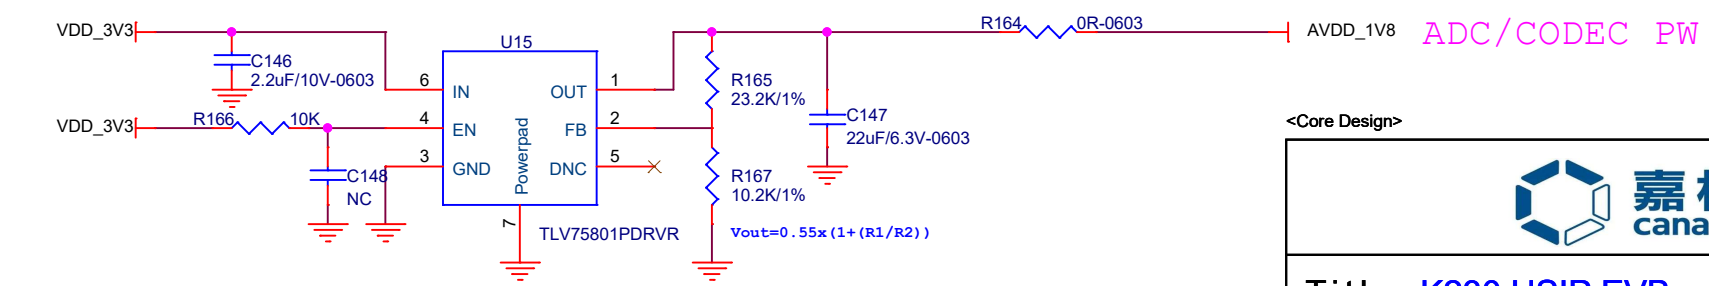 VDD_3V3
C146
2.2uF/10V-0603
VDD_3V3
R166
10K
C148
NC
U15
6
IN
4
EN
3
GND
OUT
1
FB
2
DNC
5
Powerpad
7
TLV75801PDRVR
R165
23.2K/1%
R167
10.2K/1%
Vout=0.55x(1+(R1/R2))
C147
22uF/6.3V-0603
R164
0R-0603
AVDD_1V8
ADC/CODEC PW
<Core Design>
嘉